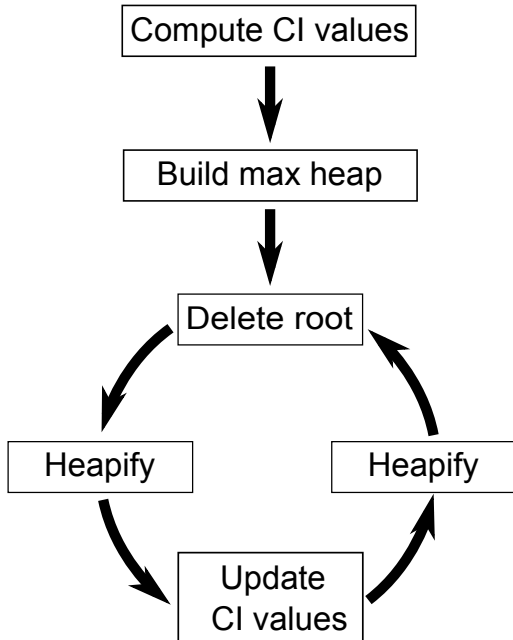 Compute CI values
Build max heap
Delete root
Heapify
Heapify
Update
CI values